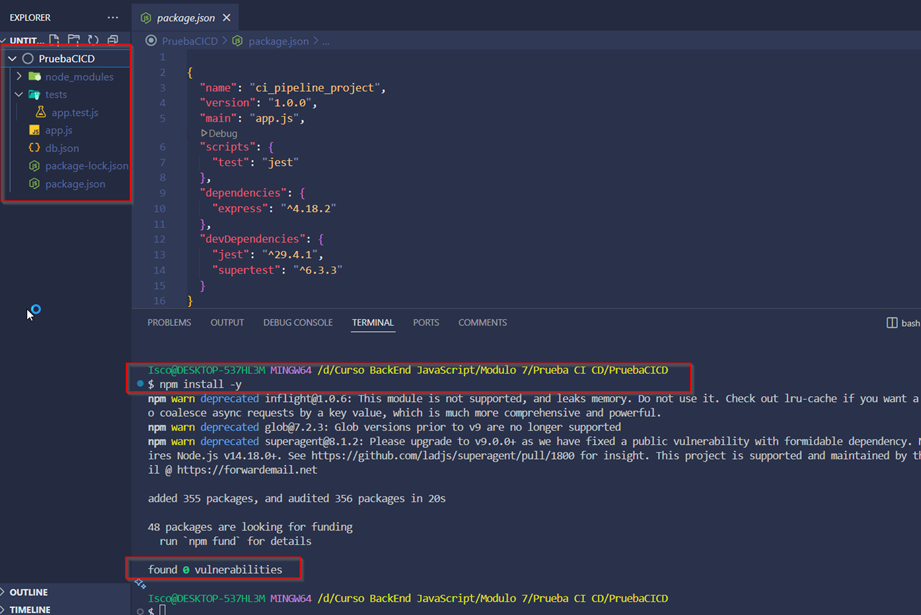 EXPLORER
UNTIT...
PruebaCICD
node_modules
tests
app.test.js
app.js
db.json
package-lock.json
package.json
OUTLINE
TIMELINE
package.json
PruebaCICD > package.json > ...
1
2 {
3 "name": "ci_pipeline_project",
4 "version": "1.0.0",
5 "main": "app.js",
Debug
6 "scripts": {
7 "test": "jest"
8 },
9 "dependencies": {
10 "express": "^4.18.2"
11 },
12 "devDependencies": {
13 "jest": "^29.4.1",
14 "supertest": "^6.3.3"
15 }
16 }
PROBLEMS OUTPUT DEBUG CONSOLE TERMINAL PORTS COMMENTS
bash
Isco@DESKTOP-537HL3M MINGW64 /d/Curso BackEnd JavaScript/Modulo 7/Prueba CI CD/PruebaCICD
$ npm install -y
npm warn deprecated inflight@1.0.6: This module is not supported, and leaks memory. Do not use it. Check out lru-cache if you want a
o coalesce async requests by a key value, which is much more comprehensive and powerful.
npm warn deprecated glob@7.2.3: Glob versions prior to v9 are no longer supported
npm warn deprecated superagent@8.1.2: Please upgrade to v9.0.0+ as we have fixed a public vulnerability with formidable dependency.
ires Node.js v14.18.0+. See https://github.com/ladjs/superagent/pull/1800 for insight. This project is supported and maintained by
il @ https://forwardemail.net
added 355 packages, and audited 356 packages in 20s
48 packages are looking for funding
run `npm fund` for details
found 0 vulnerabilities
Isco@DESKTOP-537HL3M MINGW64 /d/Curso BackEnd JavaScript/Modulo 7/Prueba CI CD/PruebaCICD
$